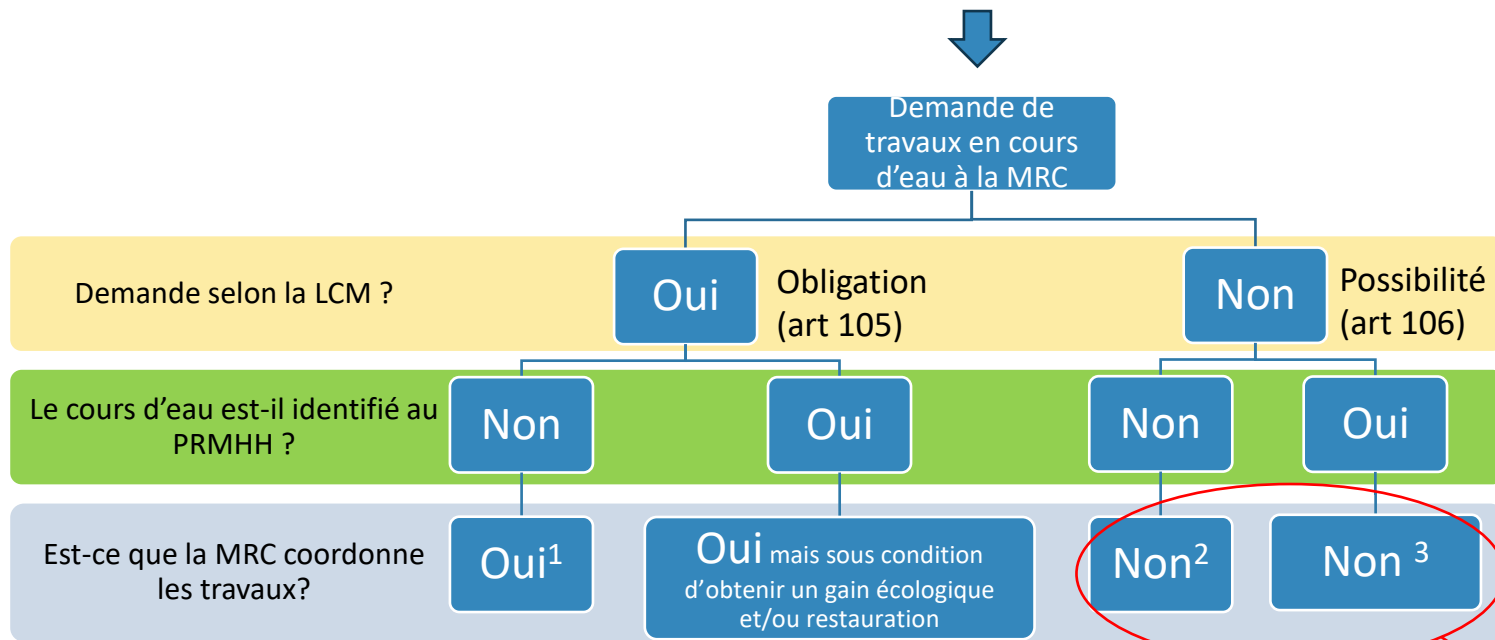 Demande de
travaux en cours
d'eau à la MRC
Demande selon la LCM ?
Oui
Obligation
(art 105)
Non
Possibilité
(art 106)
Le cours d'eau est-il identifié au
PRMHH ?
Non
Oui
Non
Oui
Est-ce que la MRC coordonne
les travaux?
Oui¹
Oui mais sous condition
d'obtenir un gain écologique
et/ou restauration
Non²
Non ³